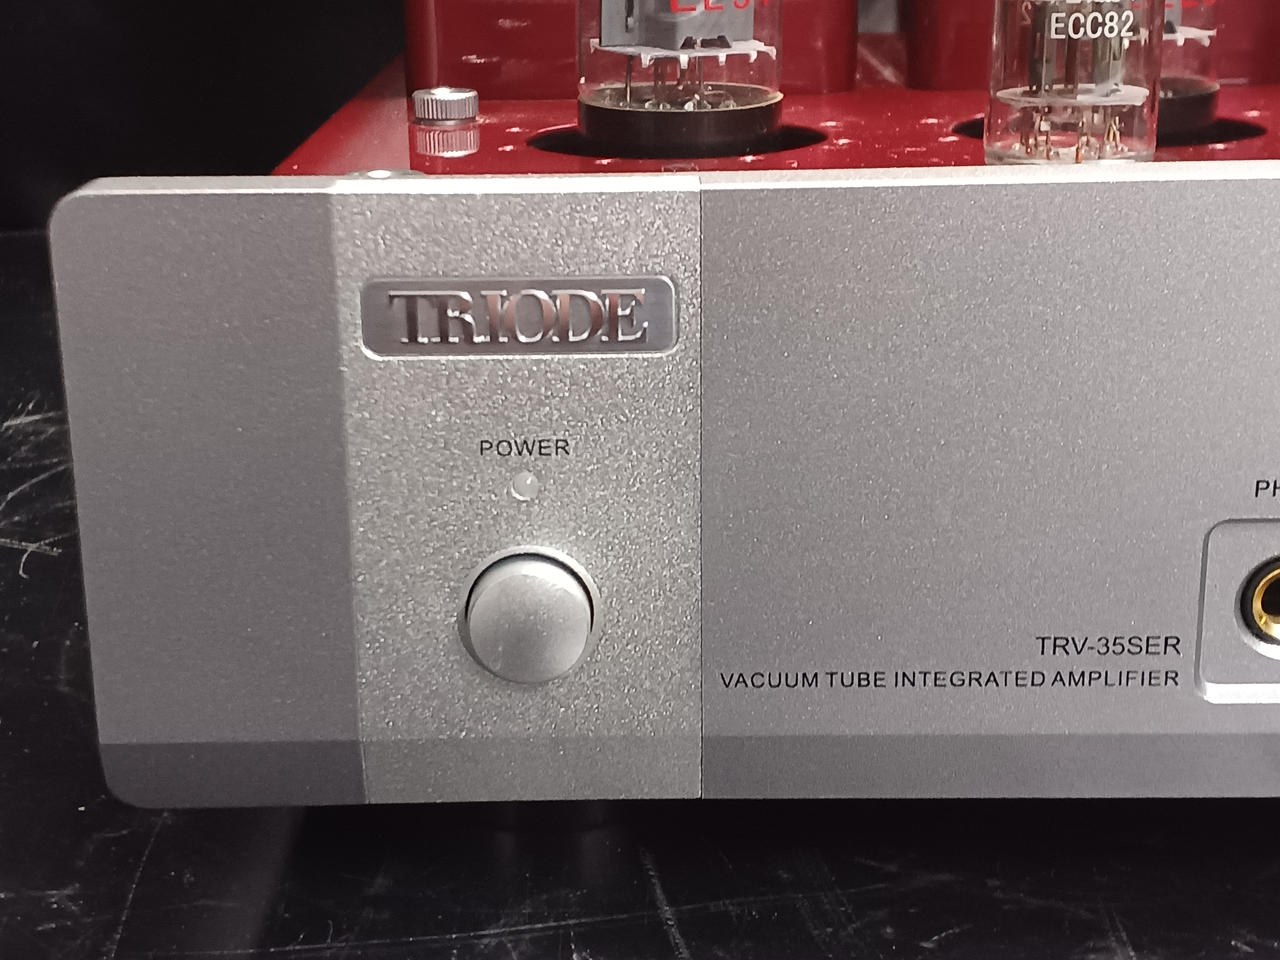 ECC82
TRIODE
POWER
TRV-35SER
VACUUM TUBE INTEGRATED AMPLIFIER